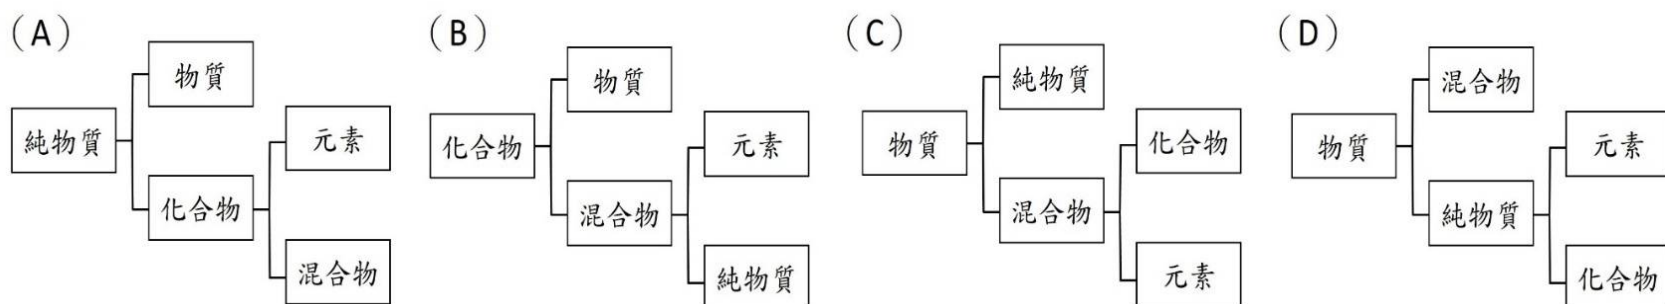 (A)
純物質
物質
化合物
元素
混合物
(B)
化合物
物質
混合物
元素
純物質
(C)
物質
純物質
混合物
化合物
元素
(D)
物質
混合物
純物質
元素
化合物